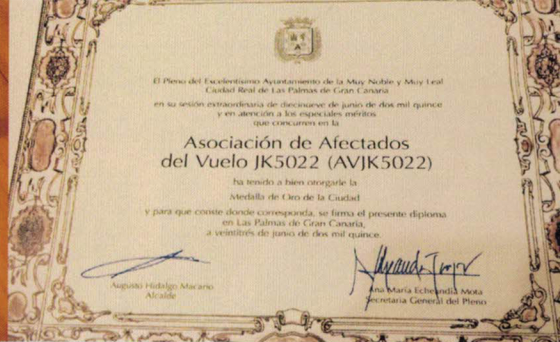 El Pleno del Excelentísimo Ayuntamiento de la Muy Noble y Muy Leal
Ciudad Real de Las Palmas de Gran Canaria
en su sesión extraordinaria de diecinueve de junio de dos mil quince
y en atención a los especiales méritos
que concurren en la
Asociación de Afectados
del Vuelo JK5022 (AVJK5022)
ha tenido a bien otorgarle la
Medalla de Oro de la Ciudad
y para que conste donde corresponda, se firma el presente diploma
en Las Palmas de Gran Canaria,
a veintitrés de junio de dos mil quince.
Augusto Hidalgo Macario
Alcalde
Ana María Echeandía Mota
Secretaria General del Pleno